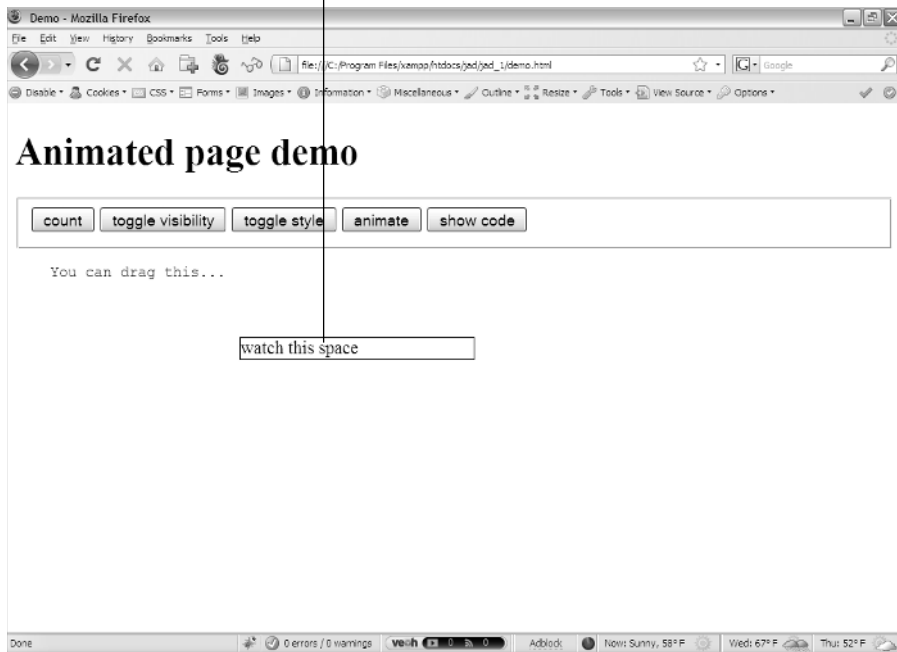 Demo - Mozilla Firefox
File Edit View History Bookmarks Tools Help
file:///C:/Program Files/xampp/htdocs/jad/jad_1/demo.html
G Google
Disable CSS Cookies Forms Images Information Miscellaneous Outline Resize Tools View Source Options
Animated page demo
count toggle visibility toggle style animate show code
You can drag this...
watch this space
Done 0 errors / 0 warnings veoh 0 0 Adblock Now: Sunny, 58° F Wed: 67° F Thu: 52° F